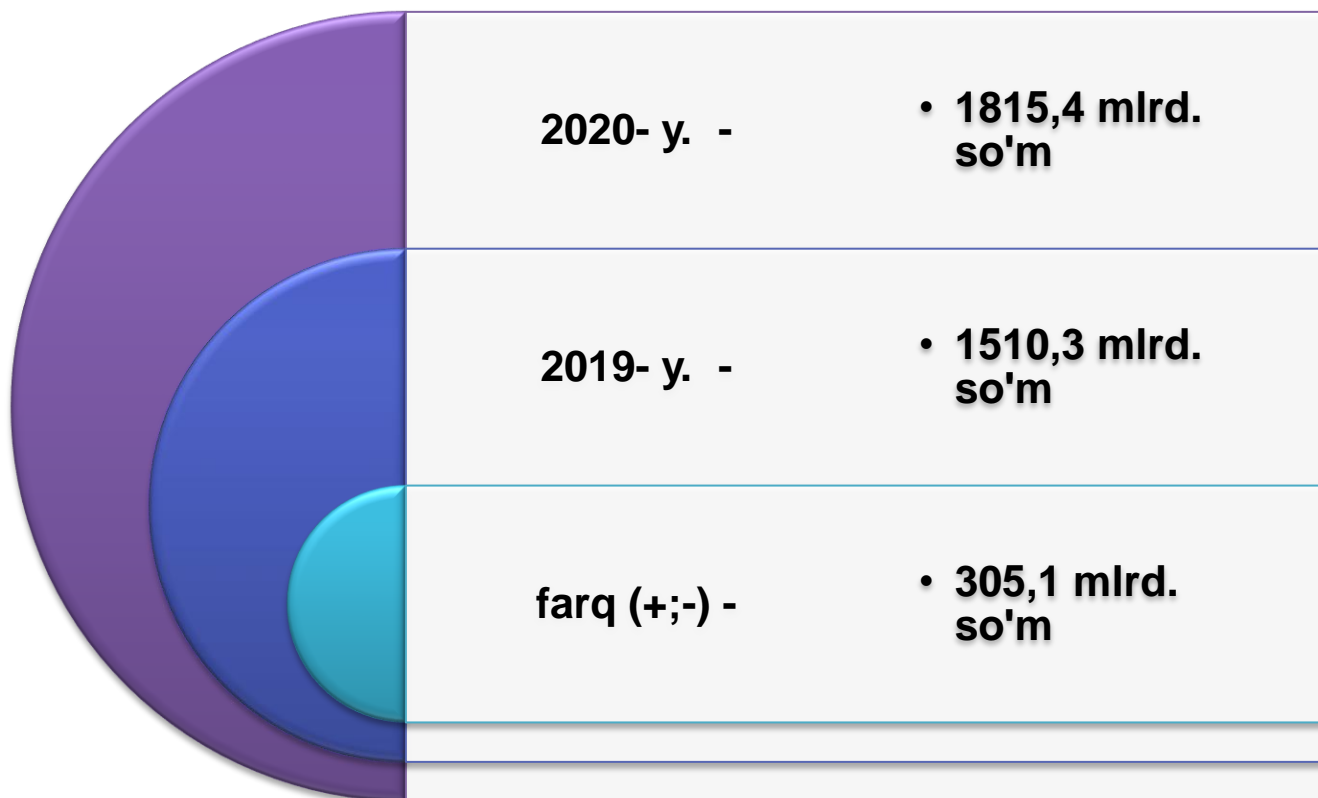 2020- y.  -
• 1815,4 mlrd.
so'm
2019- y.  -
• 1510,3 mlrd.
so'm
farq (+;-) -
• 305,1 mlrd.
so'm